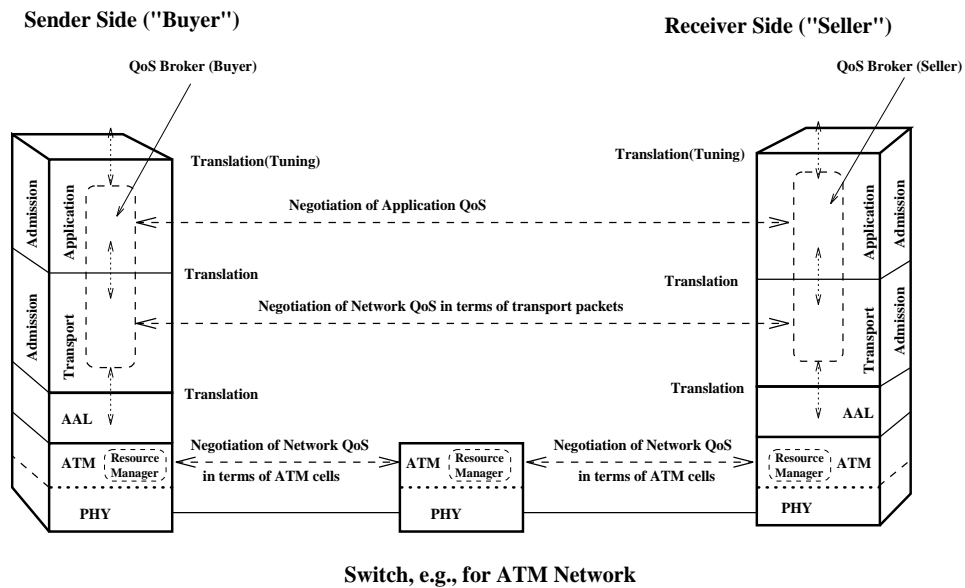 Sender Side ("Buyer")
Receiver Side ("Seller")
QoS Broker (Buyer)
QoS Broker (Seller)
Translation(Tuning)
Translation(Tuning)
Admission
Application
Negotiation of Application QoS
Application
Admission
Translation
Translation
Admission
Transport
Negotiation of Network QoS in terms of transport packets
Transport
Admission
Translation
Translation
AAL
AAL
ATM
Resource
Manager
Negotiation of Network QoS
in terms of ATM cells
ATM
Resource
Manager
Negotiation of Network QoS
in terms of ATM cells
Resource
Manager
ATM
PHY
PHY
PHY
Switch, e.g., for ATM Network